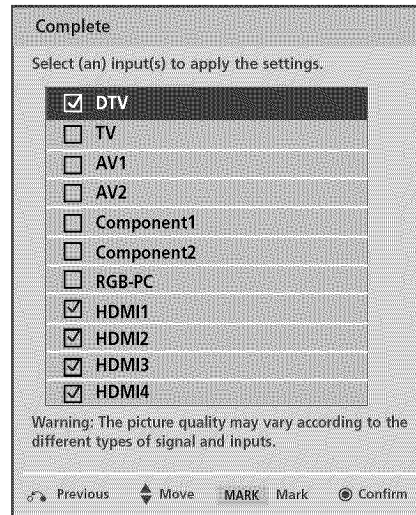 Complete
Select (an) input(s) to apply the settings.
DTV
TV
AV1
AV2
Component1
Component2
RGB-PC
HDMI1
HDMI2
HDMI3
HDMI4
Warning: The picture quality may vary according to the
different types of signal and inputs.
Previous Move MARK Mark Confirm